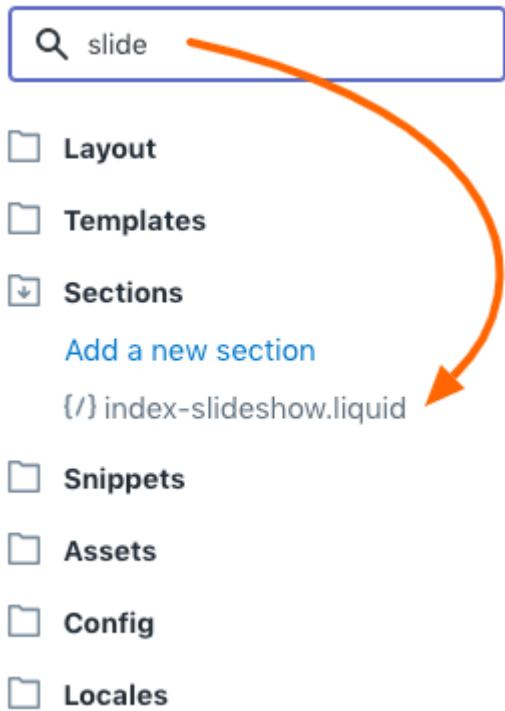 slide
Layout
Templates
Sections
Add a new section
{/} index-slideshow.liquid
Snippets
Assets
Config
Locales